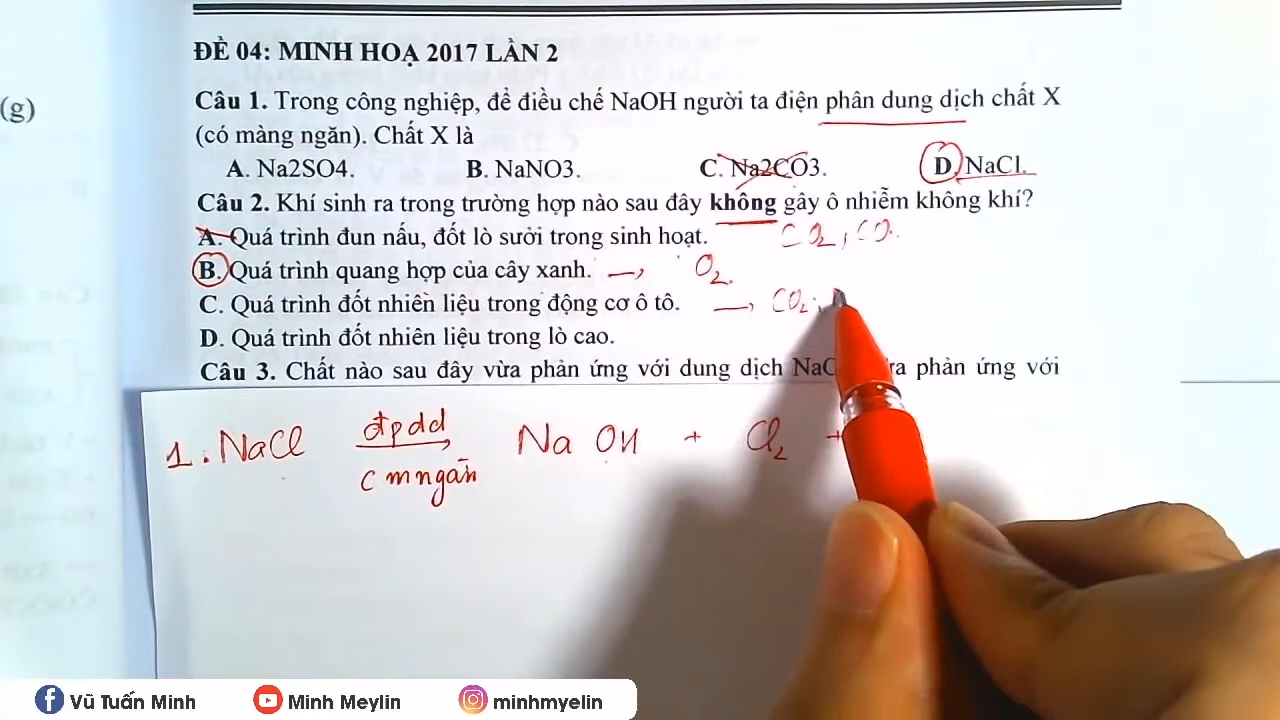 (g)
ĐỀ 04: MINH HOẠ 2017 LẦN 2
Câu 1. Trong công nghiệp, để điều chế NaOH người ta điện phân dung dịch chất X
(có màng ngăn). Chất X là
A. Na2SO4. B. NaNO3. C. Na2CO3. D. NaCl.
Câu 2. Khí sinh ra trong trường hợp nào sau đây không gây ô nhiễm không khí?
A. Quá trình đun nấu, đốt lò sưởi trong sinh hoạt. CO2, CO.
B. Quá trình quang hợp của cây xanh. → O2.
C. Quá trình đốt nhiên liệu trong động cơ ô tô. → CO2;
D. Quá trình đốt nhiên liệu trong lò cao.
Câu 3. Chất nào sau đây vừa phản ứng với dung dịch phản ứng với
đpdd
1. NaCl → NaOH + Cl2 +
c mngăn
Vũ Tuấn Minh Minh Meylin minhmyelin